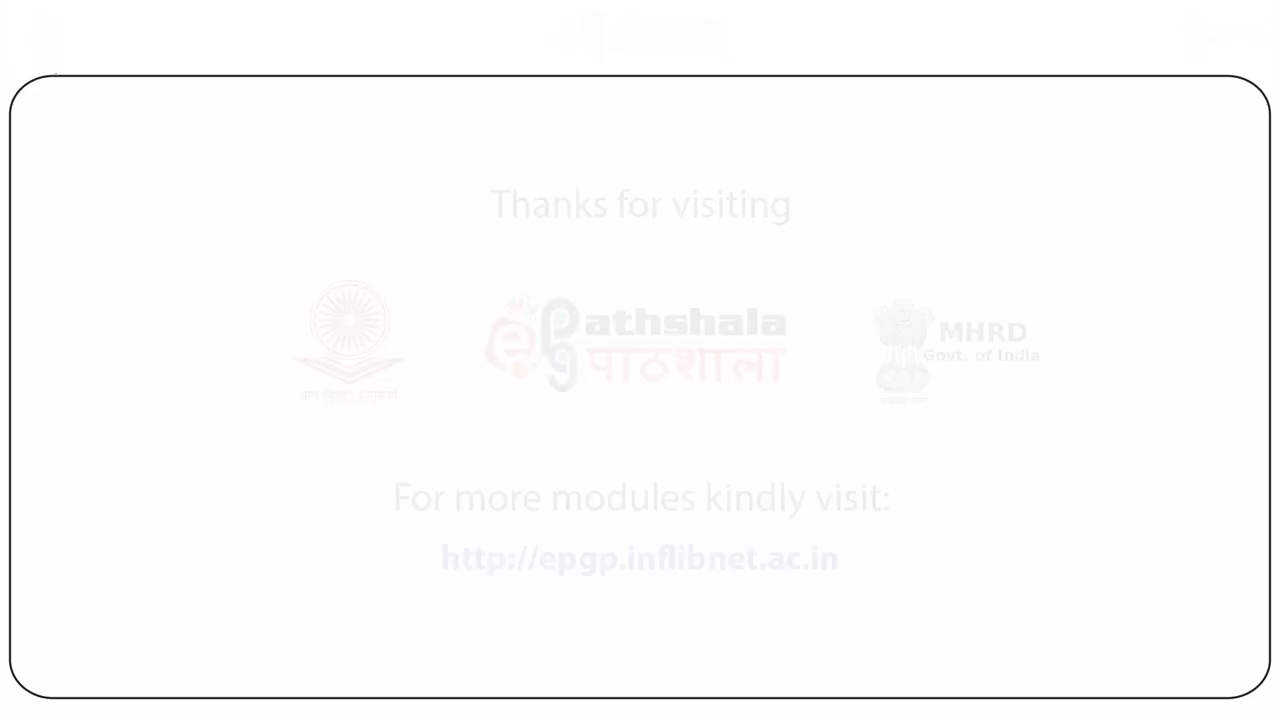 Thanks for visiting
epg
athshala
पाठशाला
MHRD
Govt. of India
For more modules kindly visit:
http://epgp.inflibnet.ac.in